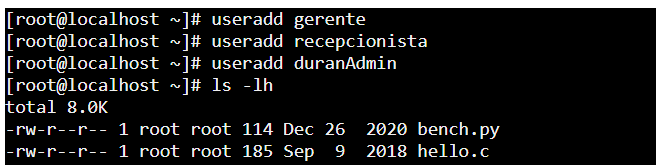 [root@localhost ~]# useradd gerente
[root@localhost ~]# useradd recepcionista
[root@localhost ~]# useradd duranAdmin
[root@localhost ~]# ls -lh
total 8.0K
-rw-r--r-- 1 root root 114 Dec 26  2020 bench.py
-rw-r--r-- 1 root root 185 Sep  9  2018 hello.c